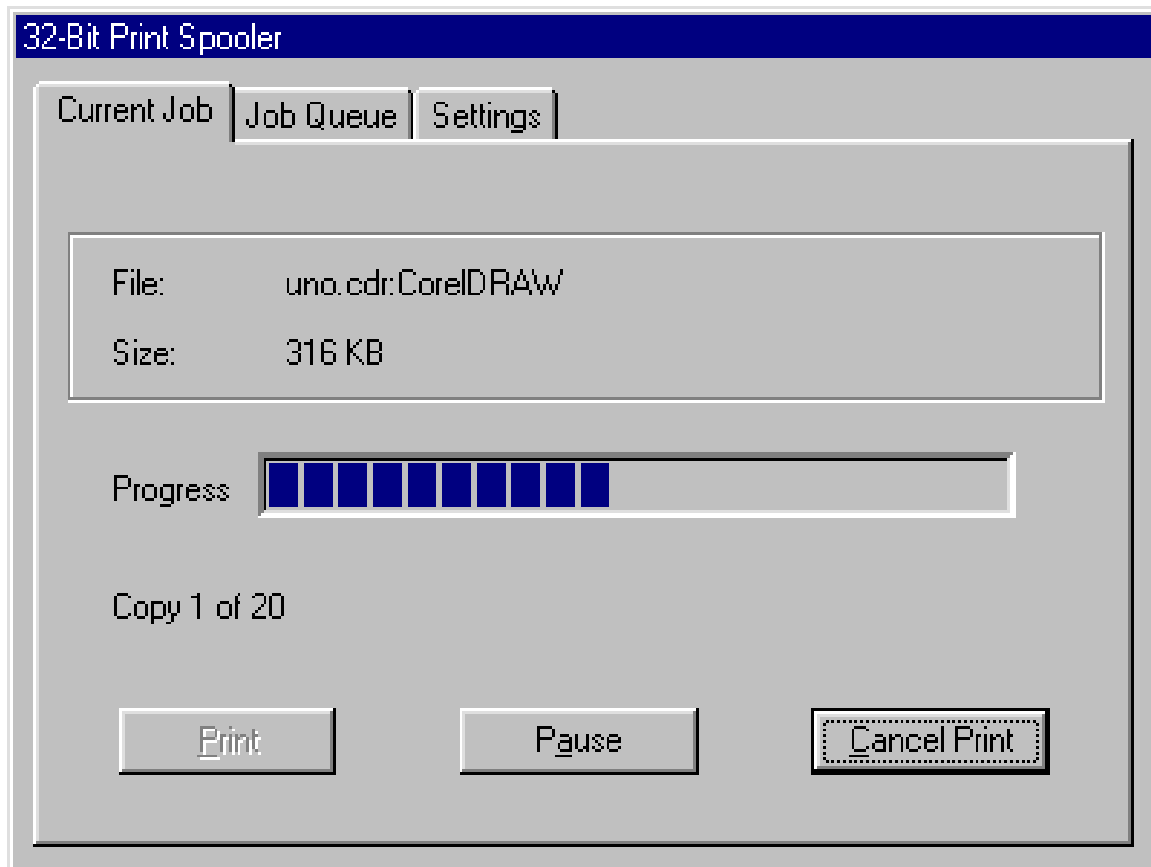 32-Bit Print Spooler
Current Job Job Queue Settings
File: uno.cdr:CorelDRAW
Size: 316 KB
Progress
Copy 1 of 20
Print Pause Cancel Print